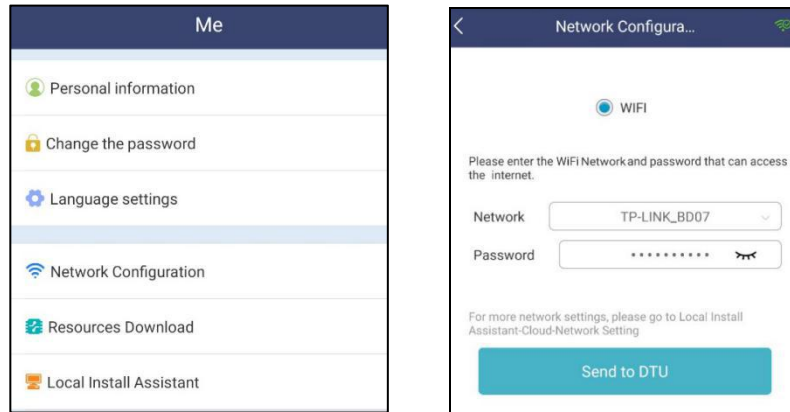 Me
Personal information
Change the password
Language settings
Network Configuration
Resources Download
Local Install Assistant
Network Configura...
WIFI
Please enter the WiFi Network and password that can access
the internet.
Network TP-LINK_BD07
Password ••••••••••
For more network settings, please go to Local Install
Assistant-Cloud-Network Setting
Send to DTU